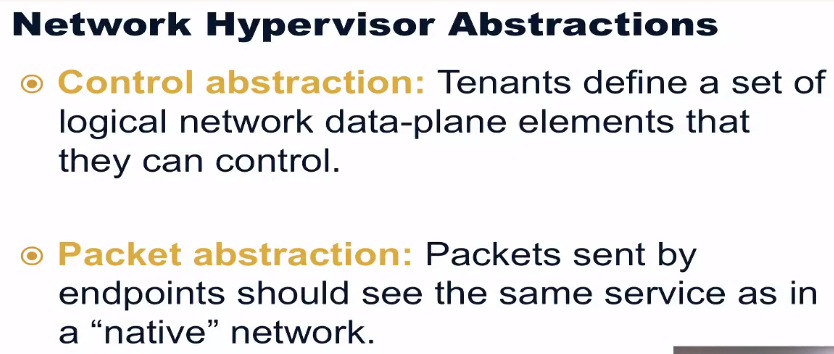 Network Hypervisor Abstractions
Control abstraction: Tenants define a set of
logical network data-plane elements that
they can control.
Packet abstraction: Packets sent by
endpoints should see the same service as in
a “native” network.